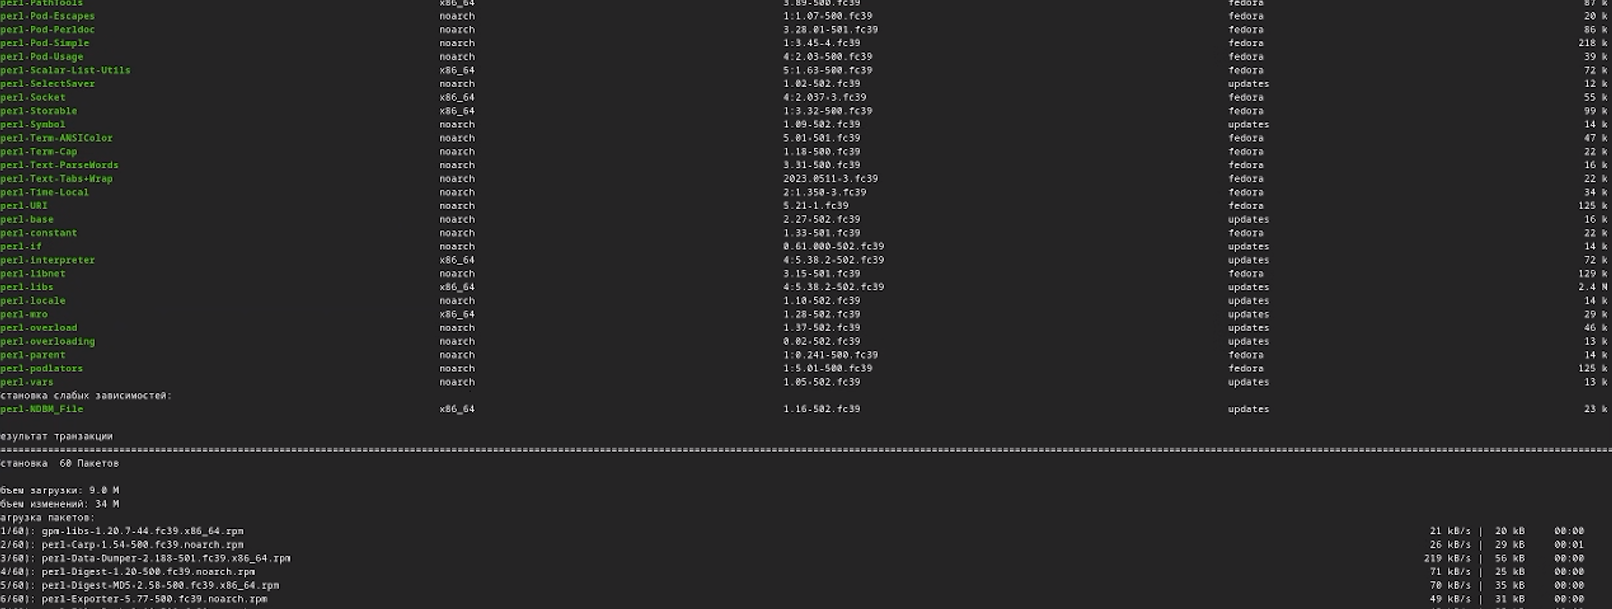 perl-PathTools x86_64 3.89-500.fc39 fedora 87 k
perl-Pod-Escapes noarch 1:1.07-500.fc39 fedora 20 k
perl-Pod-Perldoc noarch 3.28.01-501.fc39 fedora 86 k
perl-Pod-Simple noarch 1:3.45-4.fc39 fedora 218 k
perl-Pod-Usage noarch 4:2.03-500.fc39 fedora 39 k
perl-Scalar-List-Utils x86_64 5:1.63-500.fc39 fedora 72 k
perl-SelectSaver noarch 1.02-502.fc39 updates 12 k
perl-Socket x86_64 4:2.037-3.fc39 fedora 55 k
perl-Storable x86_64 1:3.32-500.fc39 fedora 99 k
perl-Symbol noarch 1.09-502.fc39 updates 14 k
perl-Term-ANSIColor noarch 5.01-501.fc39 fedora 47 k
perl-Term-Cap noarch 1.18-500.fc39 fedora 22 k
perl-Text-ParseWords noarch 3.31-500.fc39 fedora 16 k
perl-Text-Tabs+Wrap noarch 2023.0511-3.fc39 fedora 22 k
perl-Time-Local noarch 2:1.350-3.fc39 fedora 34 k
perl-URI noarch 5.21-1.fc39 fedora 125 k
perl-base noarch 2.27-502.fc39 updates 16 k
perl-constant noarch 1.33-501.fc39 fedora 22 k
perl-if noarch 0.61.000-502.fc39 updates 14 k
perl-interpreter x86_64 4:5.38.2-502.fc39 updates 72 k
perl-libnet noarch 3.15-501.fc39 fedora 129 k
perl-libs x86_64 4:5.38.2-502.fc39 updates 2.4 M
perl-locale noarch 1.10-502.fc39 updates 14 k
perl-mro x86_64 1.28-502.fc39 updates 29 k
perl-overload noarch 1.37-502.fc39 updates 46 k
perl-overloading noarch 0.02-502.fc39 updates 13 k
perl-parent noarch 1:0.241-500.fc39 fedora 14 k
perl-podlators noarch 1:5.01-500.fc39 fedora 125 k
perl-vars noarch 1.05-502.fc39 updates 13 k
становка слабых зависимостей:
perl-NDBM_File x86_64 1.16-502.fc39 updates 23 k
езультат транзакции
становка 60 Пакетов
бъем загрузки: 9.0 M
бъем изменений: 34 M
агрузка пакетов:
1/60): gpm-libs-1.20.7-44.fc39.x86_64.rpm 21 kB/s | 20 kB 00:00
2/60): perl-Carp-1.54-500.fc39.noarch.rpm 26 kB/s | 29 kB 00:01
3/60): perl-Data-Dumper-2.188-501.fc39.x86_64.rpm 219 kB/s | 56 kB 00:00
4/60): perl-Digest-1.20-500.fc39.noarch.rpm 71 kB/s | 25 kB 00:00
5/60): perl-Digest-MD5-2.58-500.fc39.x86_64.rpm 70 kB/s | 35 kB 00:00
6/60): perl-Exporter-5.77-500.fc39.noarch.rpm 49 kB/s | 31 kB 00:00